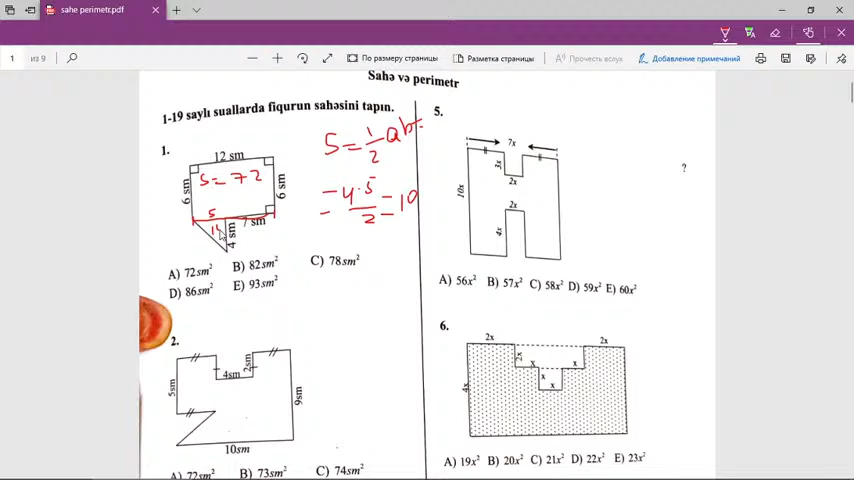 sahe perimetr.pdf
1 из 9
По размеру страницы
Разметка страницы
Прочесть вслух
Добавление примечаний
Sahə və perimetr
1-19 saylı suallarda fiqurun sahəsini tapın.
1.
12 sm
6 sm
S = 72
6 sm
5
7 sm
4 sm
S = 1/2 ab =
= 4·5/2 = 10
A) 72sm² B) 82sm² C) 78sm²
D) 86sm² E) 93sm²
2.
5sm
4sm
2sm
9sm
10sm
A) 72sm² B) 73sm² C) 74sm²
5.
7x
3x
2x
10x
2x
4x
?
A) 56x² B) 57x² C) 58x² D) 59x² E) 60x²
6.
2x
2x
2x
x
x
x
x
4x
A) 19x² B) 20x² C) 21x² D) 22x² E) 23x²